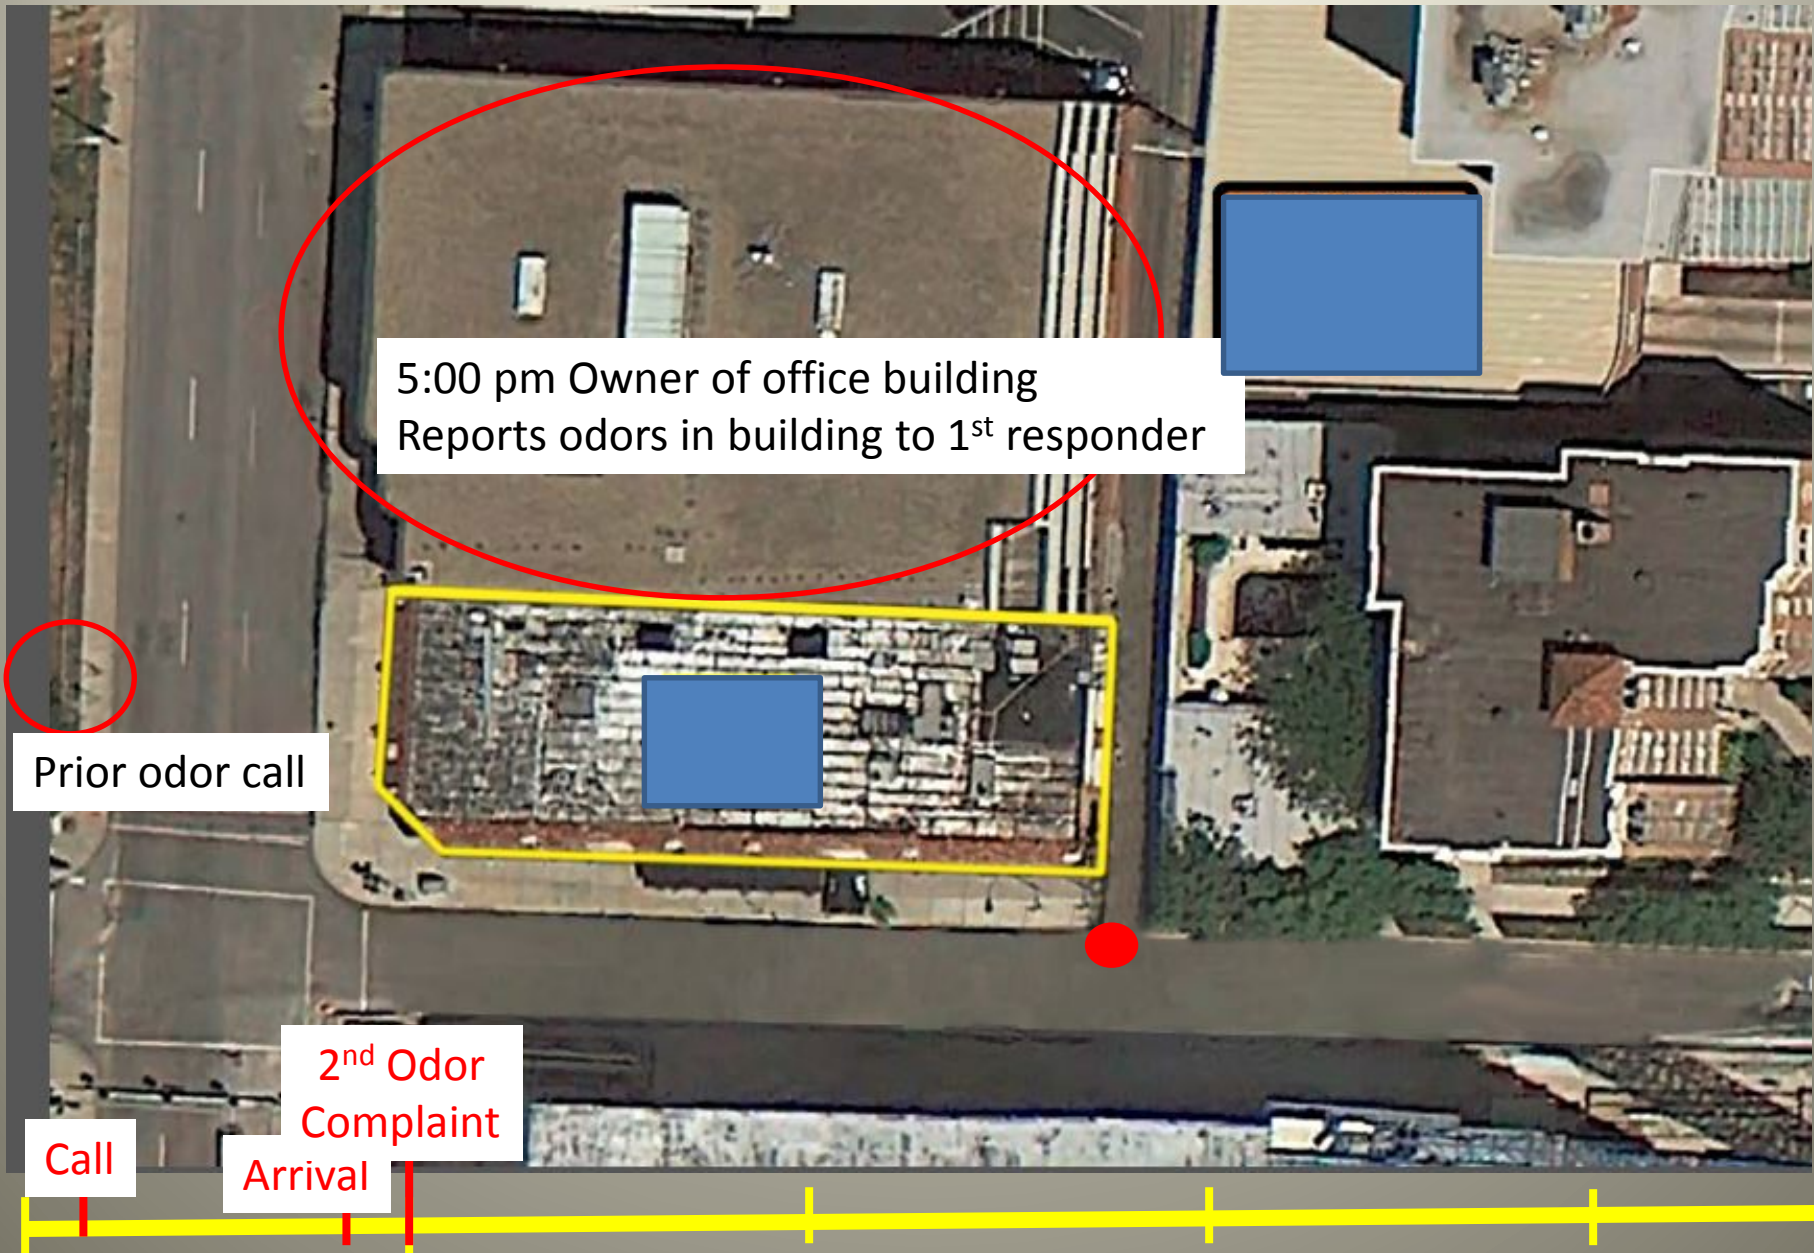 5:00 pm Owner of office building
Reports odors in building to 1st responder
Prior odor call
2nd Odor
Complaint
Call
Arrival